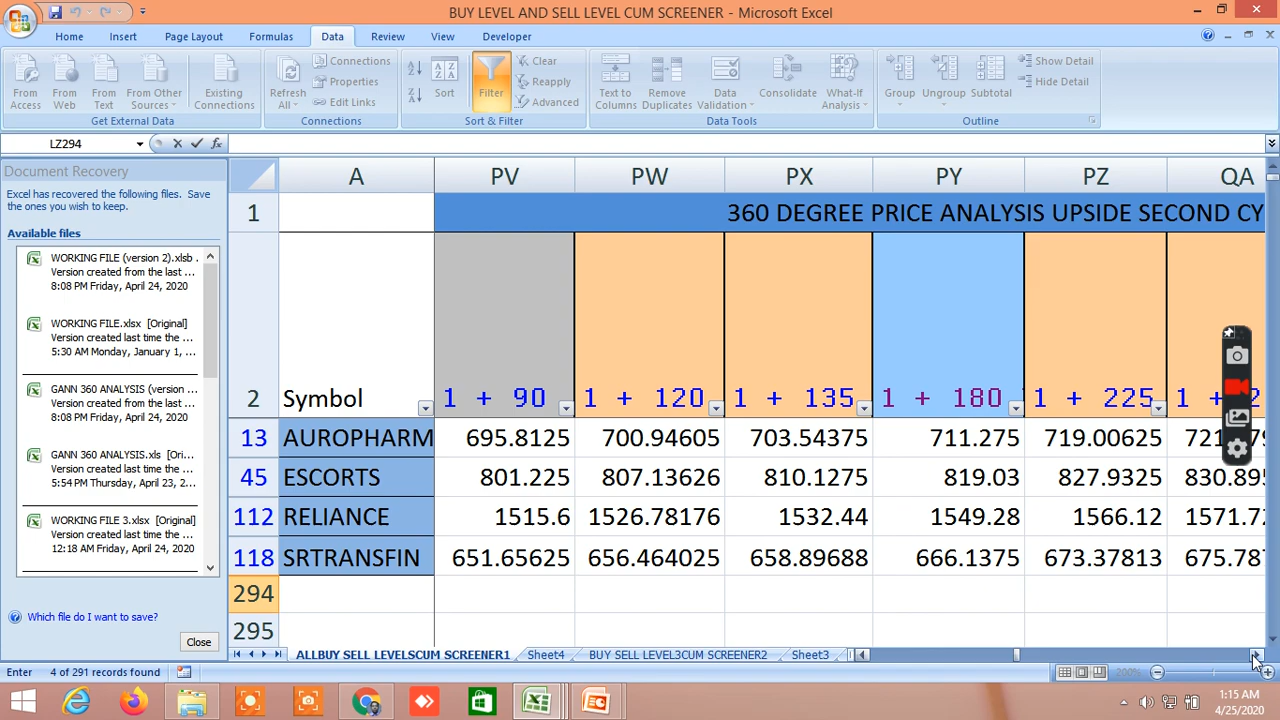 BUY LEVEL AND SELL LEVEL CUM SCREENER - Microsoft Excel
Home Insert Page Layout Formulas Data Review View Developer
From Access
From Web
From Text
From Other Sources
Existing Connections
Get External Data
Refresh All
Connections
Properties
Edit Links
Connections
Sort
Filter
Clear
Reapply
Advanced
Sort & Filter
Text to Columns
Remove Duplicates
Data Validation
Consolidate
What-If Analysis
Data Tools
Group
Ungroup
Subtotal
Show Detail
Hide Detail
Outline
LZ294
Document Recovery
Excel has recovered the following files. Save
the ones you wish to keep.
Available files
WORKING FILE (version 2).xlsb .
Version created from the last ...
8:08 PM Friday, April 24, 2020
WORKING FILE.xlsx [Original]
Version created last time the ...
5:30 AM Monday, January 1, ...
GANN 360 ANALYSIS (version ...
Version created from the last ...
8:08 PM Friday, April 24, 2020
GANN 360 ANALYSIS.xls [Ori...
Version created last time the ...
5:54 PM Thursday, April 23, 2...
WORKING FILE 3.xlsx [Original]
Version created last time the ...
12:18 AM Friday, April 24, 2020
Which file do I want to save?
Close
A PV PW PX PY PZ QA
1 360 DEGREE PRICE ANALYSIS UPSIDE SECOND CY
2 Symbol 1 + 90 1 + 120 1 + 135 1 + 180 1 + 225 1 +
13 AUROPHARM 695.8125 700.94605 703.54375 711.275 719.00625
45 ESCORTS 801.225 807.13626 810.1275 819.03 827.9325 830.895
112 RELIANCE 1515.6 1526.78176 1532.44 1549.28 1566.12 1571.72
118 SRTRANSFIN 651.65625 656.464025 658.89688 666.1375 673.37813 675.787
294
295
ALLBUY SELL LEVELSCUM SCREENER1 Sheet4 BUY SELL LEVEL3CUM SCREENER2 Sheet3
Enter 4 of 291 records found 200%
1:15 AM
4/25/2020